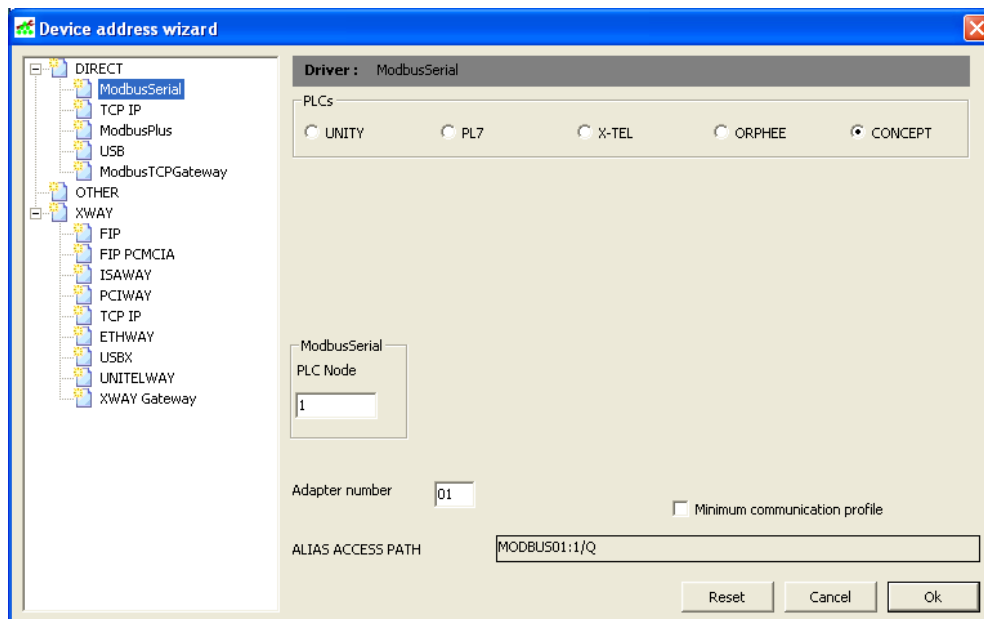 Device address wizard
DIRECT
ModbusSerial
TCP IP
ModbusPlus
USB
ModbusTCPGateway
OTHER
XWAY
FIP
FIP PCMCIA
ISAWAY
PCIWAY
TCP IP
ETHWAY
USBX
UNITELWAY
XWAY Gateway
Driver : ModbusSerial
PLCs
UNITY PL7 X-TEL ORPHEE CONCEPT
ModbusSerial
PLC Node
1
Adapter number 01
Minimum communication profile
ALIAS ACCESS PATH MODBUS01:1/Q
Reset Cancel Ok